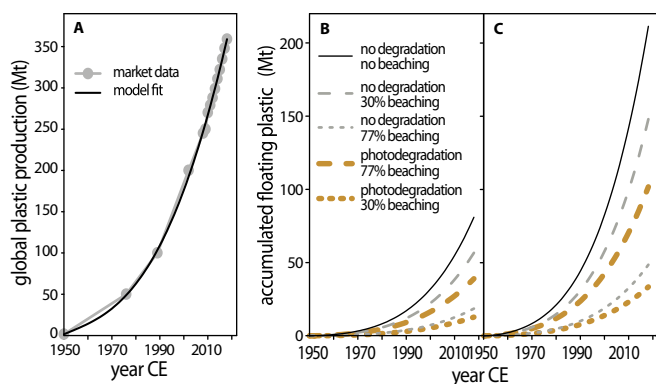 A
350
300
250
200
150
100
50
0
market data
model fit
global plastic production (Mt)
1950
1970
1990
2010
year CE
B
C
200
150
100
50
0
accumulated floating plastic (Mt)
no degradation
no beaching
no degradation
30% beaching
no degradation
77% beaching
photodegradation
77% beaching
photodegradation
30% beaching
1950
1970
1990
2010
1950
1970
1990
2010
year CE